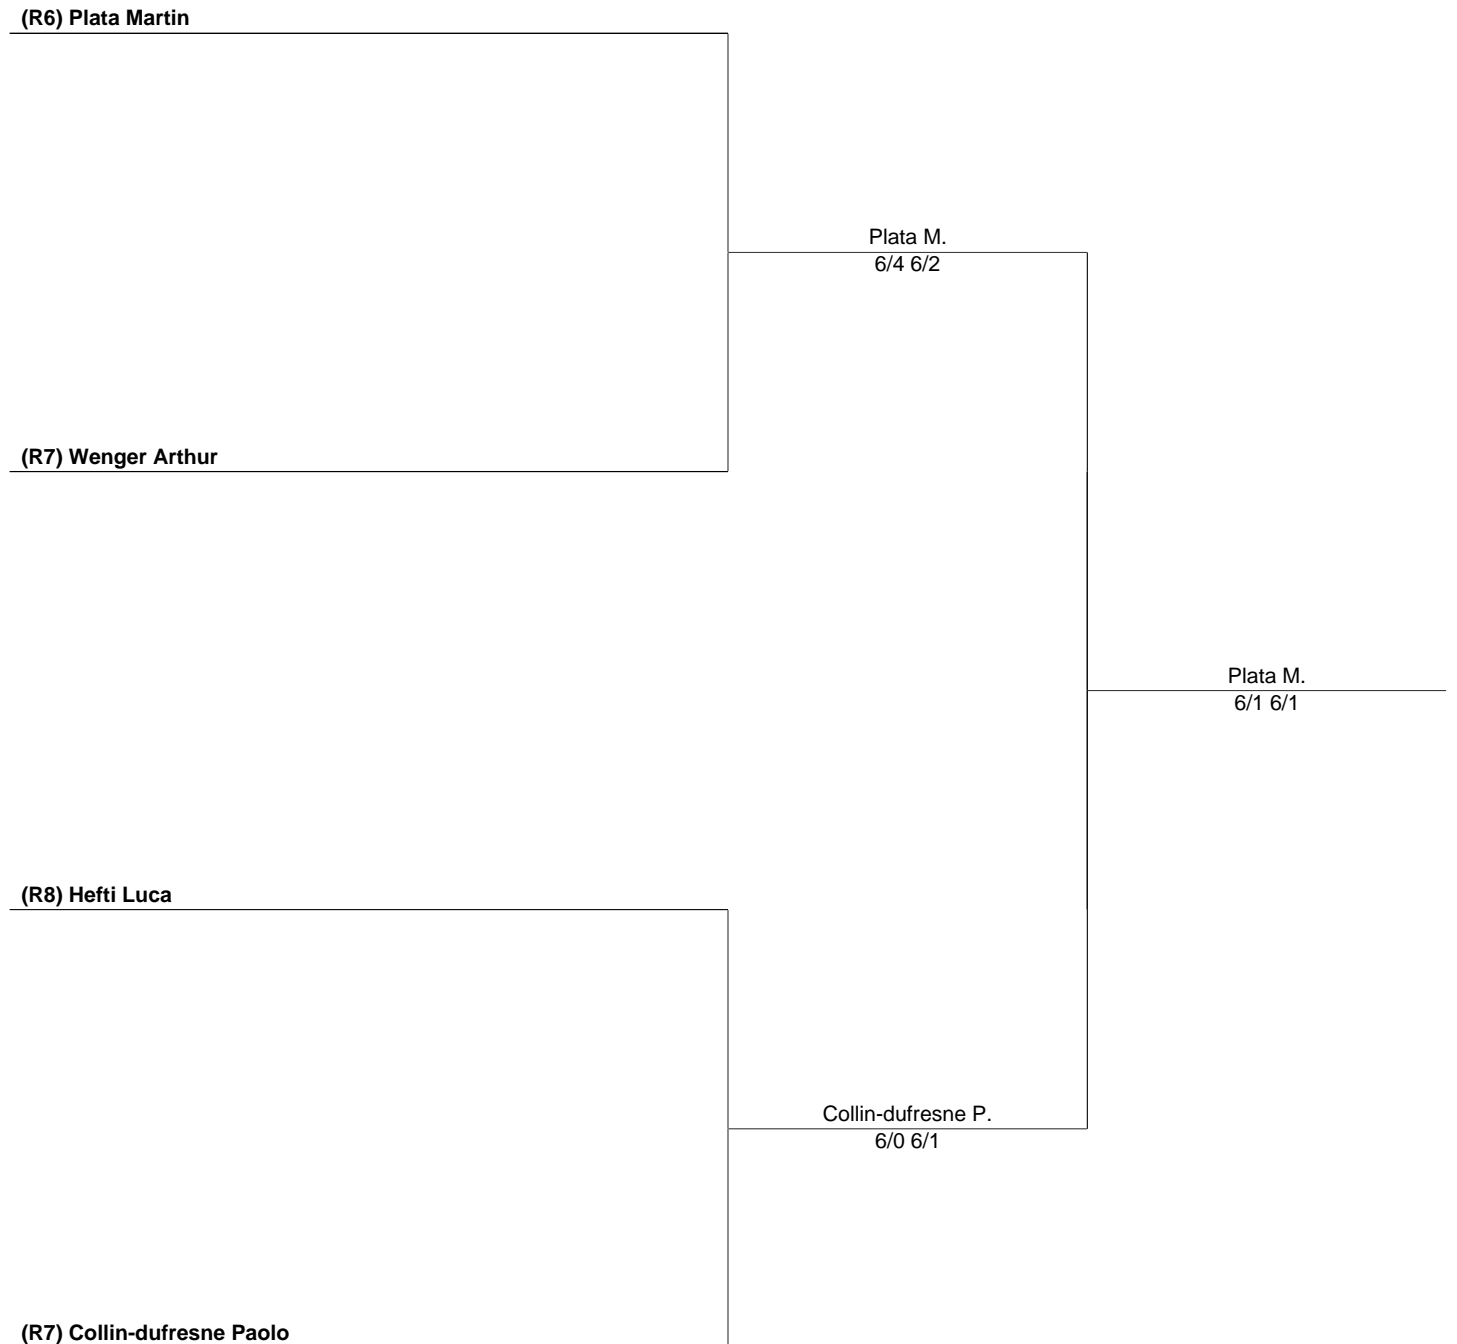 (R6) Plata Martin
Plata M.
6/4 6/2
(R7) Wenger Arthur
Plata M.
6/1 6/1
(R8) Hefti Luca
Collin-dufresne P.
6/0 6/1
(R7) Collin-dufresne Paolo